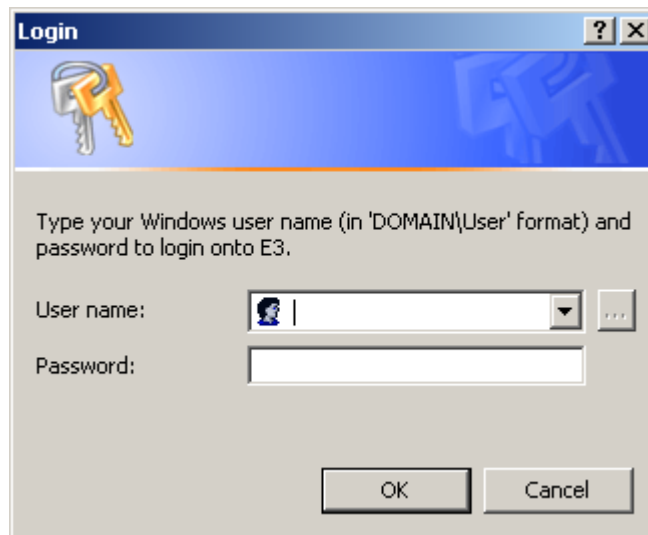 Login
Type your Windows user name (in 'DOMAIN\User' format) and
password to login onto E3.
User name:
...
Password:
OK
Cancel